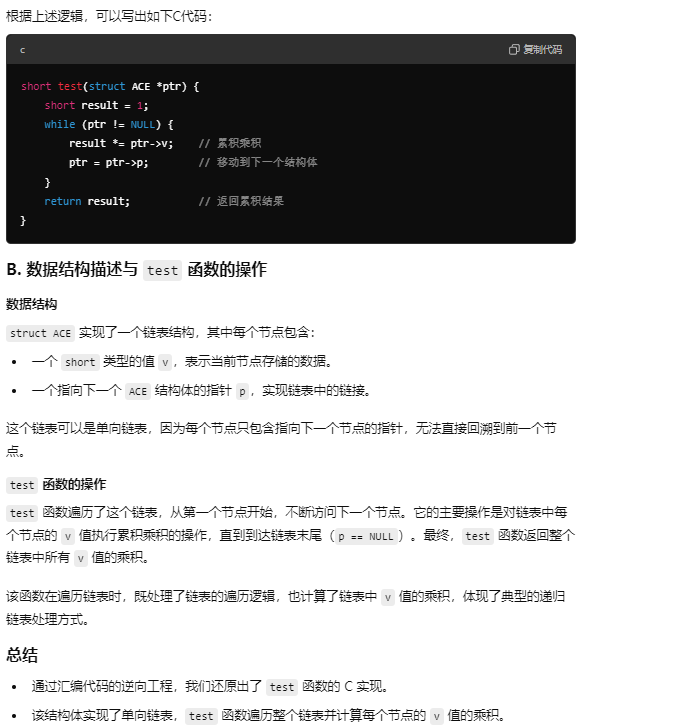 根据上述逻辑，可以写出如下C代码：
c
复制代码
short test(struct ACE *ptr) {
    short result = 1;
    while (ptr != NULL) {
        result *= ptr->v;    // 累积乘积
        ptr = ptr->p;        // 移动到下一个结构体
    }
    return result;           // 返回累积结果
}
B. 数据结构描述与 test 函数的操作
数据结构
struct ACE 实现了一个链表结构，其中每个节点包含：
• 一个 short 类型的值 v，表示当前节点存储的数据。
• 一个指向下一个 ACE 结构体的指针 p，实现链表中的链接。
这个链表可以是单向链表，因为每个节点只包含指向下一个节点的指针，无法直接回溯到前一个节
点。
test 函数的操作
test 函数遍历了这个链表，从第一个节点开始，不断访问下一个节点。它的主要操作是对链表中每
个节点的 v 值执行累积乘积的操作，直到到达链表末尾（p == NULL）。最终，test 函数返回整个
链表中所有 v 值的乘积。
该函数在遍历链表时，既处理了链表的遍历逻辑，也计算了链表中 v 值的乘积，体现了典型的递归
链表处理方式。
总结
• 通过汇编代码的逆向工程，我们还原出了 test 函数的 C 实现。
• 该结构体实现了单向链表，test 函数遍历整个链表并计算每个节点的 v 值的乘积。